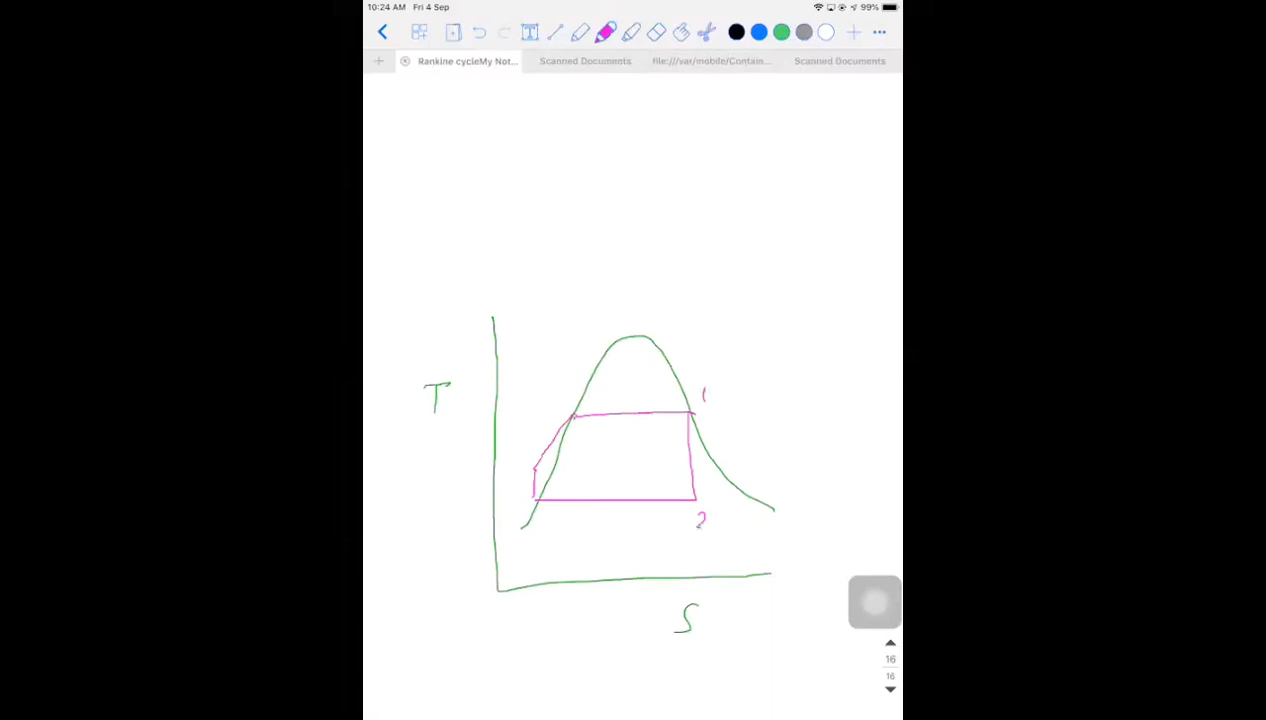 10:24 AM Fri 4 Sep
99%
Rankine cycleMy Not...
Scanned Documents
file:///var/mobile/Contain...
Scanned Documents
T
1
2
S
16
16